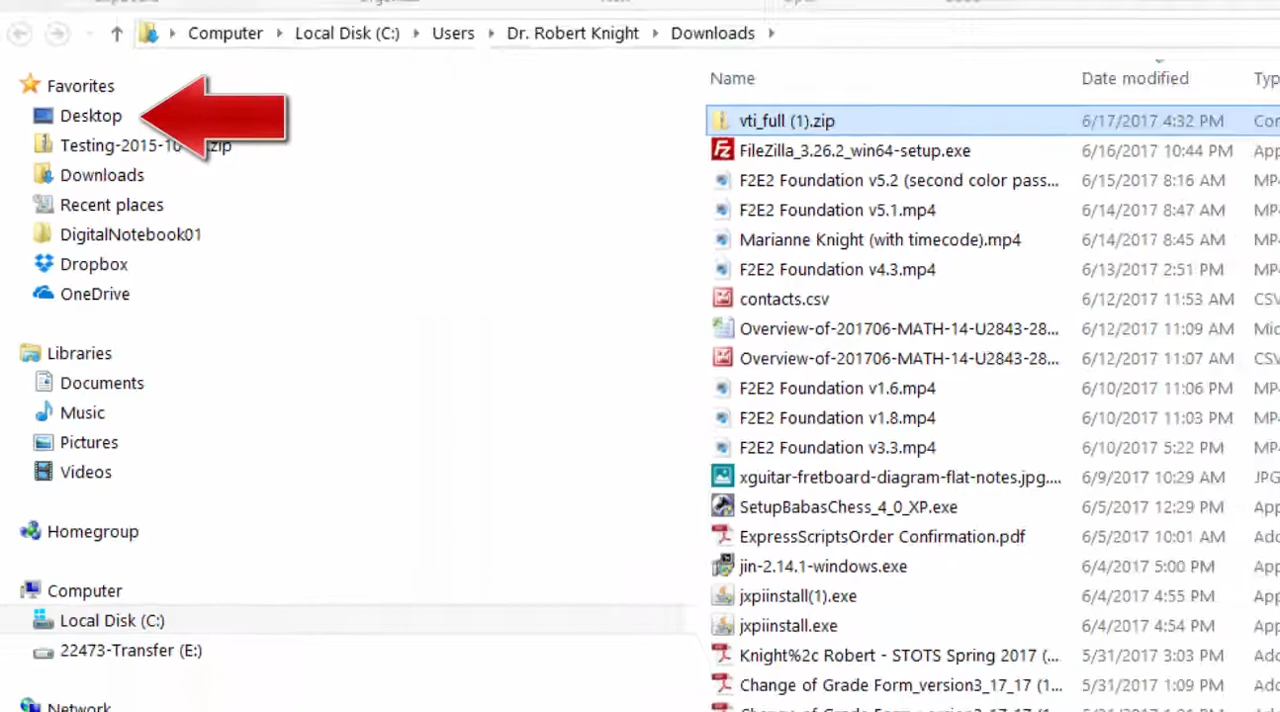 Computer Local Disk (C:) Users Dr. Robert Knight Downloads
Favorites
Desktop
Testing-2015-10 zip
Downloads
Recent places
DigitalNotebook01
Dropbox
OneDrive
Libraries
Documents
Music
Pictures
Videos
Homegroup
Computer
Local Disk (C:)
22473-Transfer (E:)
Network
Name Date modified Typ
vti_full (1).zip 6/17/2017 4:32 PM Con
FileZilla_3.26.2_win64-setup.exe 6/16/2017 10:44 PM App
F2E2 Foundation v5.2 (second color pass... 6/15/2017 8:16 AM MP4
F2E2 Foundation v5.1.mp4 6/14/2017 8:47 AM MP4
Marianne Knight (with timecode).mp4 6/14/2017 8:45 AM MP4
F2E2 Foundation v4.3.mp4 6/13/2017 2:51 PM MP4
contacts.csv 6/12/2017 11:53 AM CSV
Overview-of-201706-MATH-14-U2843-28... 6/12/2017 11:09 AM Mic
Overview-of-201706-MATH-14-U2843-28... 6/12/2017 11:07 AM CSV
F2E2 Foundation v1.6.mp4 6/10/2017 11:06 PM MP4
F2E2 Foundation v1.8.mp4 6/10/2017 11:03 PM MP4
F2E2 Foundation v3.3.mp4 6/10/2017 5:22 PM MP4
xguitar-fretboard-diagram-flat-notes.jpg.... 6/9/2017 10:29 AM JPG
SetupBabasChess_4_0_XP.exe 6/5/2017 12:29 PM App
ExpressScriptsOrder Confirmation.pdf 6/5/2017 10:01 AM Ado
jin-2.14.1-windows.exe 6/4/2017 5:00 PM App
jxpiinstall(1).exe 6/4/2017 4:55 PM App
jxpiinstall.exe 6/4/2017 4:54 PM App
Knight%2c Robert - STOTS Spring 2017 (... 5/31/2017 3:03 PM Ado
Change of Grade Form_version3_17_17 (1... 5/31/2017 1:09 PM Ado